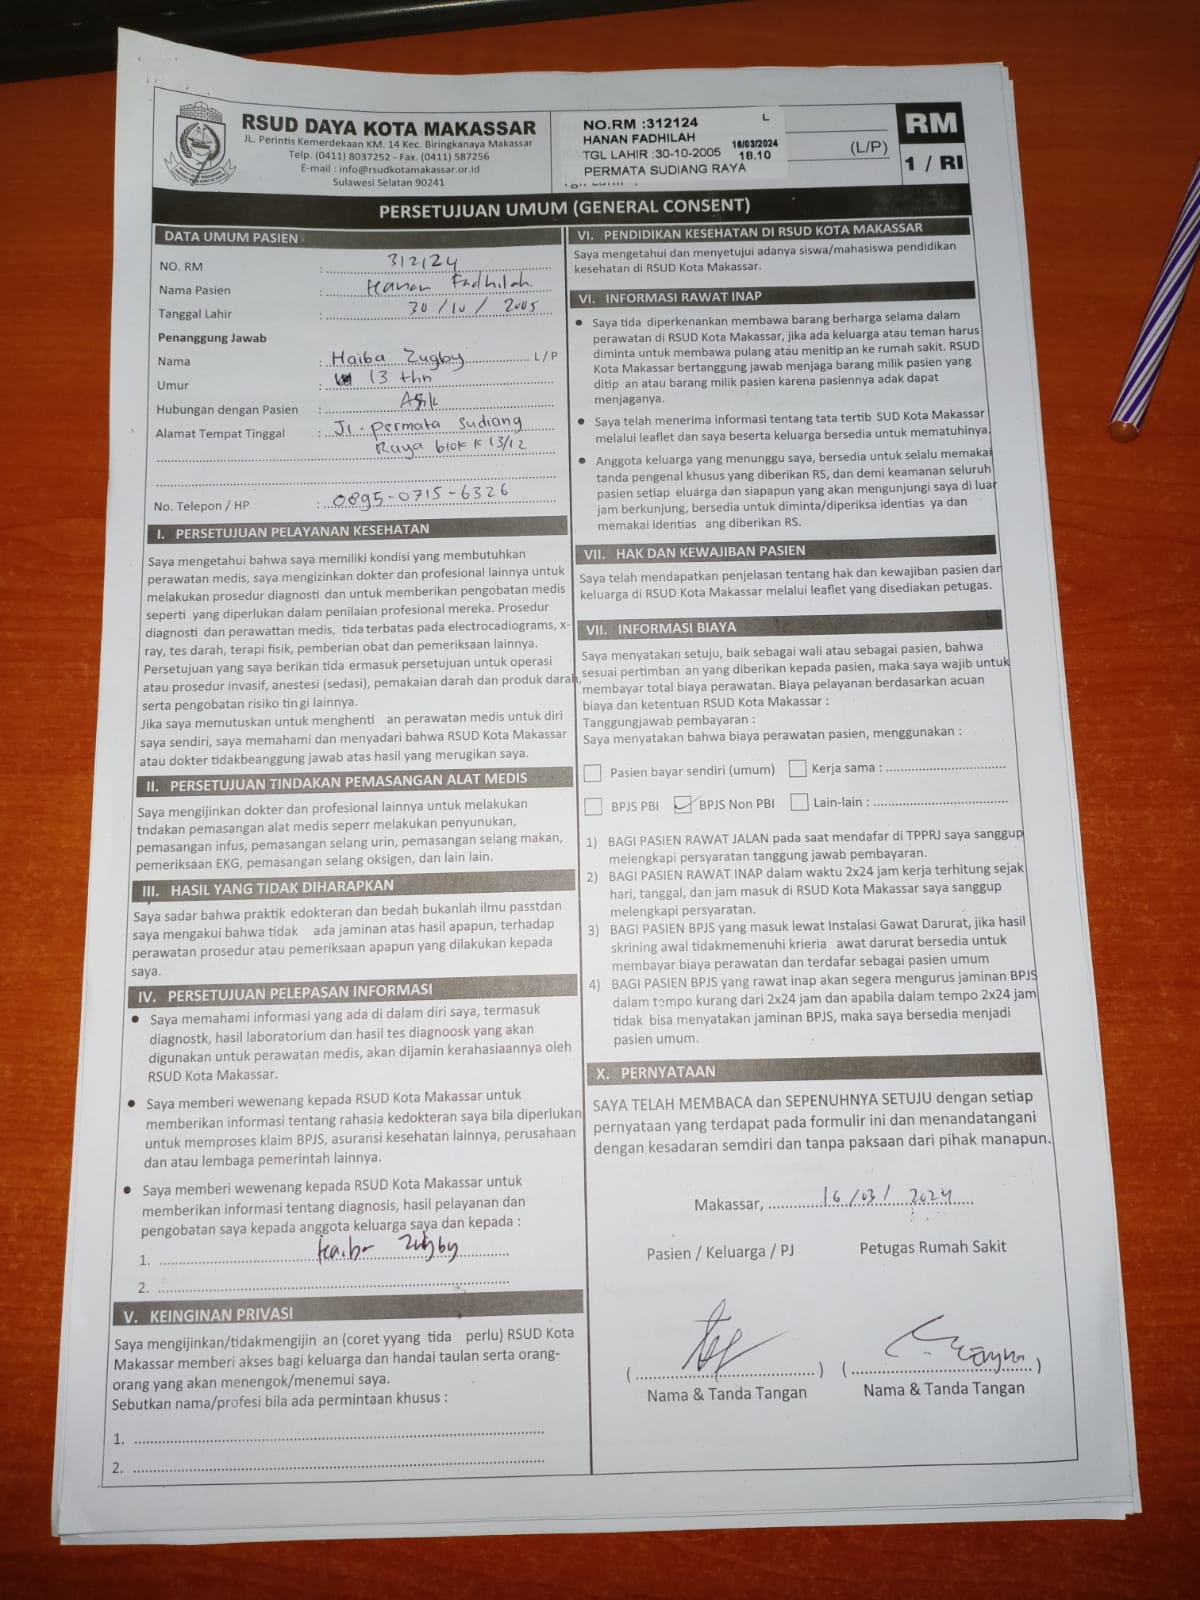 RSUD DAYA KOTA MAKASSAR
JL. Perintis Kemerdekaan KM. 14 Kec. Biringkanaya Makassar
Telp. (0411) 8037252 - Fax. (0411) 587256
E-mail : info@rsudkotamakassar.or.id
Sulawesi Selatan 90241
NO.RM :312124 L
HANAN FADHILAH 16/03/2024
TGL LAHIR :30-10-2005 18.10
PERMATA SUDIANG RAYA
(L/P)
RM
1 / RI
PERSETUJUAN UMUM (GENERAL CONSENT)
DATA UMUM PASIEN
NO. RM : 312124
Nama Pasien : Hanan Fadhilah
Tanggal Lahir : 30 / 10 / 2005
Penanggung Jawab
Nama : Haiba Zugby L/P
Umur : 13 thn
Hubungan dengan Pasien :
Alamat Tempat Tinggal : Jl. permata Sudiang
Raya blok K 13/12
No. Telepon / HP : 0895-0715-6326
I. PERSETUJUAN PELAYANAN KESEHATAN
Saya mengetahui bahwa saya memiliki kondisi yang membutuhkan
perawatan medis, saya mengizinkan dokter dan profesional lainnya untuk
melakukan prosedur diagnosti dan untuk memberikan pengobatan medis
seperti yang diperlukan dalam penilaian profesional mereka. Prosedur
diagnosti dan perawattan medis, tida terbatas pada electrocadiograms, x-
ray, tes darah, terapi fisik, pemberian obat dan pemeriksaan lainnya.
Persetujuan yang saya berikan tida ermasuk persetujuan untuk operasi
atau prosedur invasif, anestesi (sedasi), pemakaian darah dan produk darah,
serta pengobatan risiko tin gi lainnya.
Jika saya memutuskan untuk menghenti an perawatan medis untuk diri
saya sendiri, saya memahami dan menyadari bahwa RSUD Kota Makassar
atau dokter tidakbeanggung jawab atas hasil yang merugikan saya.
II. PERSETUJUAN TINDAKAN PEMASANGAN ALAT MEDIS
Saya mengijinkan dokter dan profesional lainnya untuk melakukan
tndakan pemasangan alat medis seperr melakukan penyunukan,
pemasangan infus, pemasangan selang urin, pemasangan selang makan,
pemeriksaan EKG, pemasangan selang oksigen, dan lain lain.
III. HASIL YANG TIDAK DIHARAPKAN
Saya sadar bahwa praktik edokteran dan bedah bukanlah ilmu passtdan
saya mengakui bahwa tidak ada jaminan atas hasil apapun, terhadap
perawatan prosedur atau pemeriksaan apapun yang dilakukan kepada
saya.
IV. PERSETUJUAN PELEPASAN INFORMASI
● Saya memahami informasi yang ada di dalam diri saya, termasuk
diagnostk, hasil laboratorium dan hasil tes diagnoosk yang akan
digunakan untuk perawatan medis, akan dijamin kerahasiaannya oleh
RSUD Kota Makassar.
● Saya memberi wewenang kepada RSUD Kota Makassar untuk
memberikan informasi tentang rahasia kedokteran saya bila diperlukan
untuk memproses klaim BPJS, asuransi kesehatan lainnya, perusahaan
dan atau lembaga pemerintah lainnya.
● Saya memberi wewenang kepada RSUD Kota Makassar untuk
memberikan informasi tentang diagnosis, hasil pelayanan dan
pengobatan saya kepada anggota keluarga saya dan kepada :
1. Haiba Zugby
2.
V. KEINGINAN PRIVASI
Saya mengijinkan/tidakmengijin an (coret yyang tida perlu) RSUD Kota
Makassar memberi akses bagi keluarga dan handai taulan serta orang-
orang yang akan menengok/menemui saya.
Sebutkan nama/profesi bila ada permintaan khusus :
1.
2.
VI. PENDIDIKAN KESEHATAN DI RSUD KOTA MAKASSAR
Saya mengetahui dan menyetujui adanya siswa/mahasiswa pendidikan
kesehatan di RSUD Kota Makassar.
VI. INFORMASI RAWAT INAP
● Saya tida diperkenankan membawa barang berharga selama dalam
perawatan di RSUD Kota Makassar, jika ada keluarga atau teman harus
diminta untuk membawa pulang atau menitip an ke rumah sakit. RSUD
Kota Makassar bertanggung jawab menjaga barang milik pasien yang
ditip an atau barang milik pasien karena pasiennya adak dapat
menjaganya.
● Saya telah menerima informasi tentang tata tertib SUD Kota Makassar
melalui leaflet dan saya beserta keluarga bersedia untuk mematuhinya.
● Anggota keluarga yang menunggu saya, bersedia untuk selalu memakai
tanda pengenal khusus yang diberikan RS, dan demi keamanan seluruh
pasien setiap eluarga dan siapapun yang akan mengunjungi saya di luar
jam berkunjung, bersedia untuk diminta/diperiksa identias ya dan
memakai identias ang diberikan RS.
VII. HAK DAN KEWAJIBAN PASIEN
Saya telah mendapatkan penjelasan tentang hak dan kewajiban pasien dan
keluarga di RSUD Kota Makassar melalui leaflet yang disediakan petugas.
VII. INFORMASI BIAYA
Saya menyatakan setuju, baik sebagai wali atau sebagai pasien, bahwa
sesuai pertimban an yang diberikan kepada pasien, maka saya wajib untuk
membayar total biaya perawatan. Biaya pelayanan berdasarkan acuan
biaya dan ketentuan RSUD Kota Makassar :
Tanggungjawab pembayaran :
Saya menyatakan bahwa biaya perawatan pasien, menggunakan :
Pasien bayar sendiri (umum) Kerja sama :
BPJS PBI BPJS Non PBI Lain-lain :
1) BAGI PASIEN RAWAT JALAN pada saat mendafar di TPPRJ saya sanggup
melengkapi persyaratan tanggung jawab pembayaran.
2) BAGI PASIEN RAWAT INAP dalam waktu 2x24 jam kerja terhitung sejak
hari, tanggal, dan jam masuk di RSUD Kota Makassar saya sanggup
melengkapi persyaratan.
3) BAGI PASIEN BPJS yang masuk lewat Instalasi Gawat Darurat, jika hasil
skrining awal tidakmemenuhi krieria awat darurat bersedia untuk
membayar biaya perawatan dan terdafar sebagai pasien umum
4) BAGI PASIEN BPJS yang rawat inap akan segera mengurus jaminan BPJS
dalam tempo kurang dari 2x24 jam dan apabila dalam tempo 2x24 jam
tidak bisa menyatakan jaminan BPJS, maka saya bersedia menjadi
pasien umum.
X. PERNYATAAN
SAYA TELAH MEMBACA dan SEPENUHNYA SETUJU dengan setiap
pernyataan yang terdapat pada formulir ini dan menandatangani
dengan kesadaran semdiri dan tanpa paksaan dari pihak manapun.
Makassar, 16 / 03 / 2024
Pasien / Keluarga / PJ Petugas Rumah Sakit
( ) ( )
Nama & Tanda Tangan Nama & Tanda Tangan